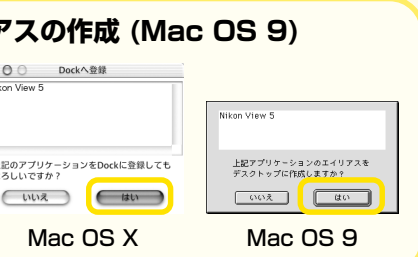 アスの作成 (Mac OS 9)
Dockへ登録
kon View 5
記のアプリケーションをDockに登録しても
ろしいですか？
いいえ
はい
Mac OS X
Nikon View 5
上記アプリケーションのエイリアスを
デスクトップに作成しますか？
いいえ
はい
Mac OS 9